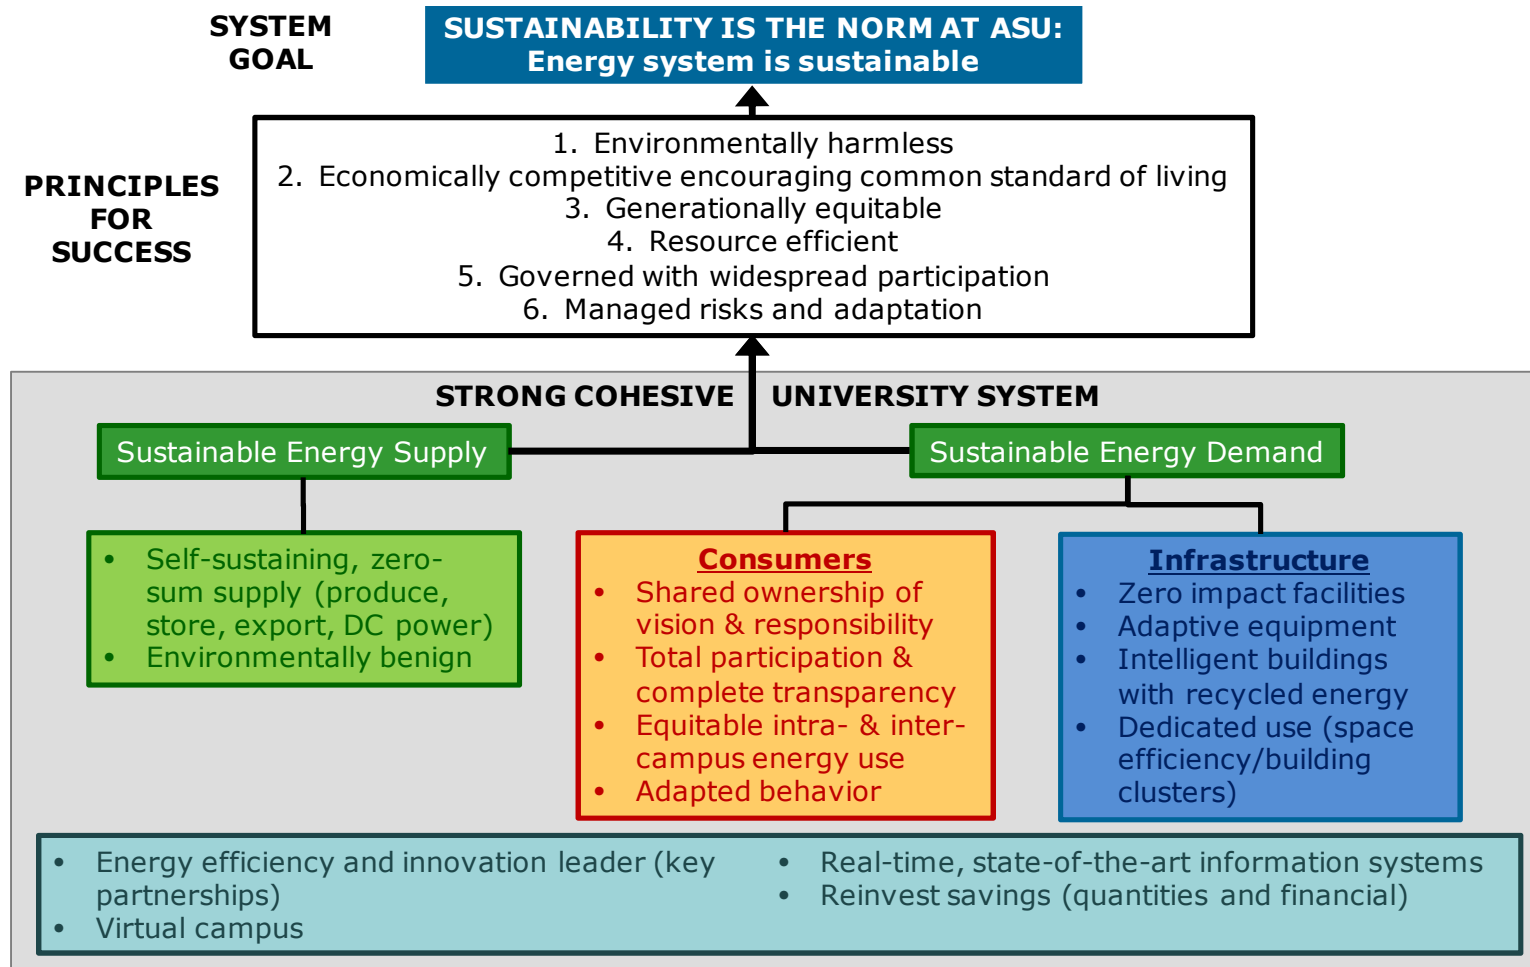 SYSTEM
GOAL
SUSTAINABILITY IS THE NORM AT ASU:
Energy system is sustainable
PRINCIPLES
FOR
SUCCESS
1. Environmentally harmless
2. Economically competitive encouraging common standard of living
3. Generationally equitable
4. Resource efficient
5. Governed with widespread participation
6. Managed risks and adaptation
STRONG COHESIVE UNIVERSITY SYSTEM
Sustainable Energy Supply
Sustainable Energy Demand
• Self-sustaining, zero-
sum supply (produce,
store, export, DC power)
• Environmentally benign
Consumers
• Shared ownership of
vision & responsibility
• Total participation &
complete transparency
• Equitable intra- & inter-
campus energy use
• Adapted behavior
Infrastructure
• Zero impact facilities
• Adaptive equipment
• Intelligent buildings
with recycled energy
• Dedicated use (space
efficiency/building
clusters)
• Energy efficiency and innovation leader (key
partnerships)
• Virtual campus
• Real-time, state-of-the-art information systems
• Reinvest savings (quantities and financial)